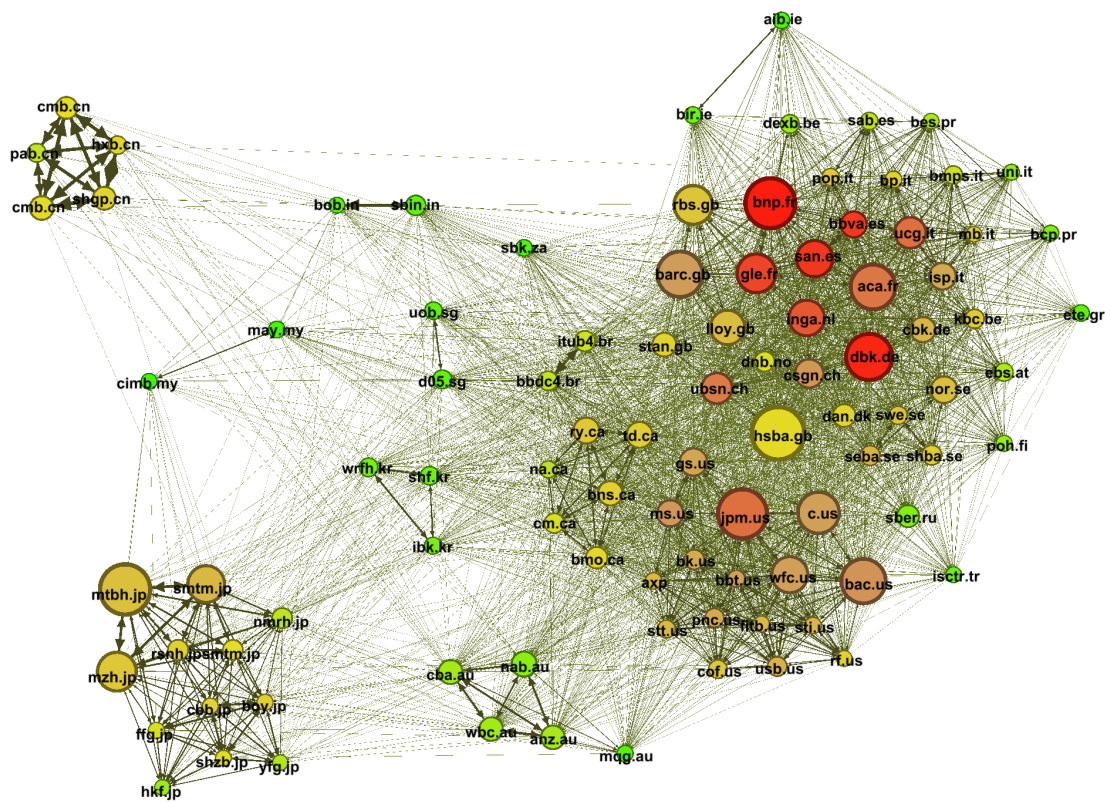 aib.ie
cmb.cn
bir.ie
dexb.be
sab.es
bes.pr
hxb.cn
pab.cn
pop.it
bp.it
bmps.it
uni.it
cmb.cn
shgp.cn
bob.in
sbin.in
rbs.gb
bnp.fr
bbva.es
ucg.it
mb.it
bcp.pr
sbk.za
barc.gb
gle.fr
san.es
aca.fr
isp.it
uob.sg
may.my
itub4.br
stan.gb
lloy.gb
inga.nl
cbk.de
kbc.be
ete.gr
cimb.my
d05.sg
bbdc4.br
dnb.no
ubsn.ch
csgn.ch
dbk.de
nor.se
ebs.at
ry.ca
td.ca
hsba.gb
dan.dk
swe.se
seba.se
shba.se
poh.fi
wrfh.kr
shf.kr
na.ca
bns.ca
gs.us
cm.ca
ms.us
jpm.us
c.us
sber.ru
ibk.kr
bmo.ca
bk.us
axp
bbt.us
wfc.us
bac.us
isctr.tr
mtbh.jp
smtm.jp
nmrh.jp
rsnh.jp
smtm.jp
mzh.jp
stt.us
pnc.us
fitb.us
sti.us
cof.us
usb.us
rf.us
cba.au
nab.au
cbb.jp
boy.jp
ffg.jp
wbc.au
anz.au
mqg.au
shzb.jp
yfg.jp
hkf.jp